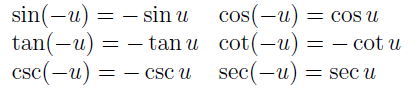 sin(−u) = − sin u cos(−u) = cos u
tan(−u) = − tan u cot(−u) = − cot u
csc(−u) = − csc u sec(−u) = sec u